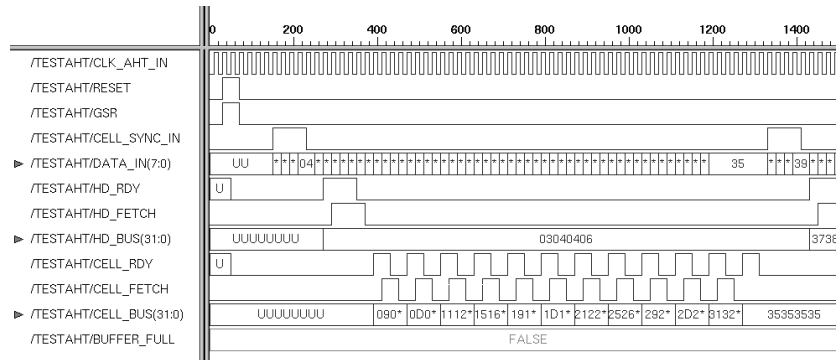 0 200 400 600 800 1000 1200 1400
/TESTAHT/CLK_AHT_IN
/TESTAHT/RESET
/TESTAHT/GSR
/TESTAHT/CELL_SYNC_IN
/TESTAHT/DATA_IN(7:0) UU * * * 04 * * * * * * * * * * * * * * * * * * * * * * * * * * * * * * * * * * * * * * * * * * * * * * * 35 * * * 39 * * *
/TESTAHT/HD_RDY U
/TESTAHT/HD_FETCH
/TESTAHT/HD_BUS(31:0) UUUUUUUU 03040406 3738
/TESTAHT/CELL_RDY U
/TESTAHT/CELL_FETCH
/TESTAHT/CELL_BUS(31:0) UUUUUUUU 090* 0D0* 1112* 1516* 191* 1D1* 2122* 2526* 292* 2D2* 3132* 35353535
/TESTAHT/BUFFER_FULL FALSE